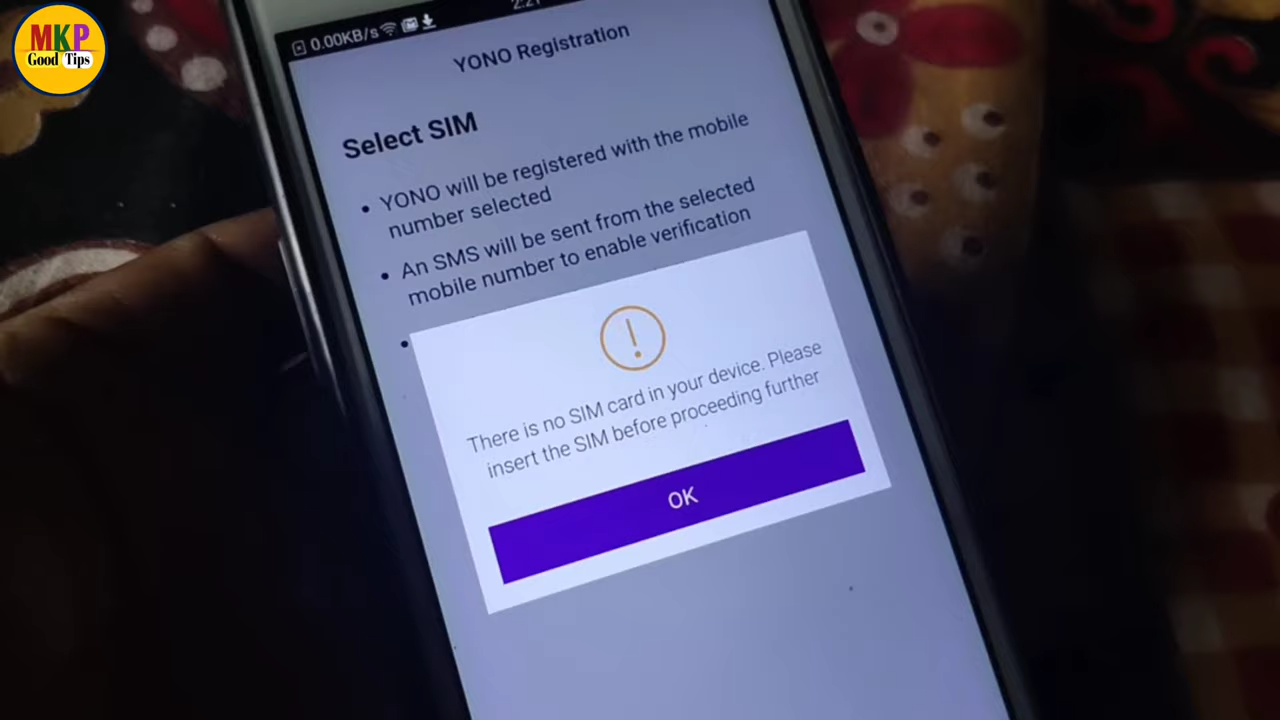 MKP
Good Tips
0.00KB/s
YONO Registration
Select SIM
• YONO will be registered with the mobile
number selected
• An SMS will be sent from the selected
mobile number to enable verification
•
There is no SIM card in your device. Please
insert the SIM before proceeding further
OK